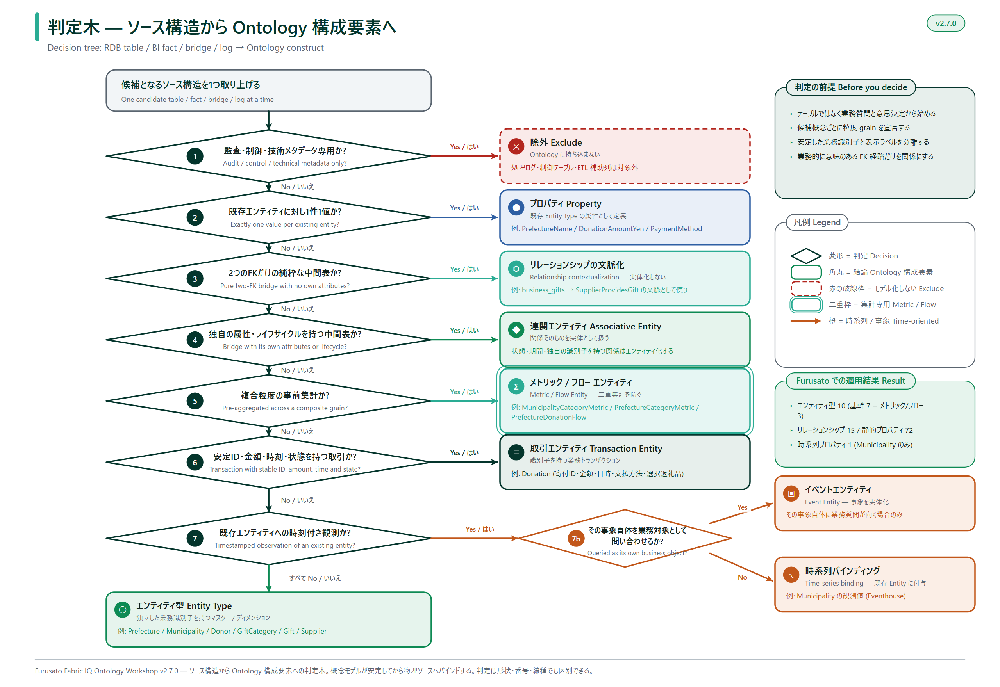 判定木 — ソース構造から Ontology 構成要素へ
v2.7.0
Decision tree: RDB table / BI fact / bridge / log → Ontology construct
候補となるソース構造を1つ取り上げる
One candidate table / fact / bridge / log at a time
1
監査・制御・技術メタデータ専用か?
Audit / control / technical metadata only?
Yes / はい
除外 Exclude
Ontology に持ち込まない
処理ログ・制御テーブル・ETL 補助列は対象外
No / いいえ
2
既存エンティティに対し1件1値か?
Exactly one value per existing entity?
Yes / はい
プロパティ Property
既存 Entity Type の属性として定義
例: PrefectureName / DonationAmountYen / PaymentMethod
No / いいえ
3
2つのFKだけの純粋な中間表か?
Pure two-FK bridge with no own attributes?
Yes / はい
リレーションシップの文脈化
Relationship contextualization — 実体化しない
例: business_gifts → SupplierProvidesGift の文脈として使う
No / いいえ
4
独自の属性・ライフサイクルを持つ中間表か?
Bridge with its own attributes or lifecycle?
Yes / はい
連関エンティティ Associative Entity
関係そのものを実体として扱う
状態・期間・独自の識別子を持つ関係はエンティティ化する
No / いいえ
5
複合粒度の事前集計か?
Pre-aggregated across a composite grain?
Yes / はい
Σ
メトリック / フロー エンティティ
Metric / Flow Entity — 二重集計を防ぐ
例: MunicipalityCategoryMetric / PrefectureCategoryMetric /
PrefectureDonationFlow
No / いいえ
6
安定ID・金額・時刻・状態を持つ取引か?
Transaction with stable ID, amount, time and state?
Yes / はい
取引エンティティ Transaction Entity
識別子を持つ業務トランザクション
例: Donation (寄付ID・金額・日時・支払方法・選択返礼品)
No / いいえ
7
既存エンティティへの時刻付き観測か?
Timestamped observation of an existing entity?
Yes / はい
7b
その事象自体を業務対象として
問い合わせるか?
Queried as its own business object?
Yes
イベントエンティティ
Event Entity — 事象を実体化
その事象自体に業務質問が向く場合のみ
No
時系列バインディング
Time-series binding — 既存 Entity に付与
例: Municipality の観測値 (Eventhouse)
すべて No / いいえ
エンティティ型 Entity Type
独立した業務識別子を持つマスター / ディメンション
例: Prefecture / Municipality / Donor / GiftCategory / Gift / Supplier
判定の前提 Before you decide
‣ テーブルではなく業務質問と意思決定から始める
‣ 候補概念ごとに粒度 grain を宣言する
‣ 安定した業務識別子と表示ラベルを分離する
‣ 業務的に意味のある FK 経路だけを関係にする
凡例 Legend
菱形 = 判定 Decision
角丸 = 結論 Ontology 構成要素
赤の破線枠 = モデル化しない Exclude
二重枠 = 集計専用 Metric / Flow
橙 = 時系列 / 事象 Time-oriented
Furusato での適用結果 Result
‣ エンティティ型 10 (基幹 7 + メトリック/フロー
3)
‣ リレーションシップ 15 / 静的プロパティ 72
‣ 時系列プロパティ 1 (Municipality のみ)
Furusato Fabric IQ Ontology Workshop v2.7.0 — ソース構造から Ontology 構成要素への判定木。概念モデルが安定してから物理ソースへバインドする。判定は形状・番号・線種でも区別できる。